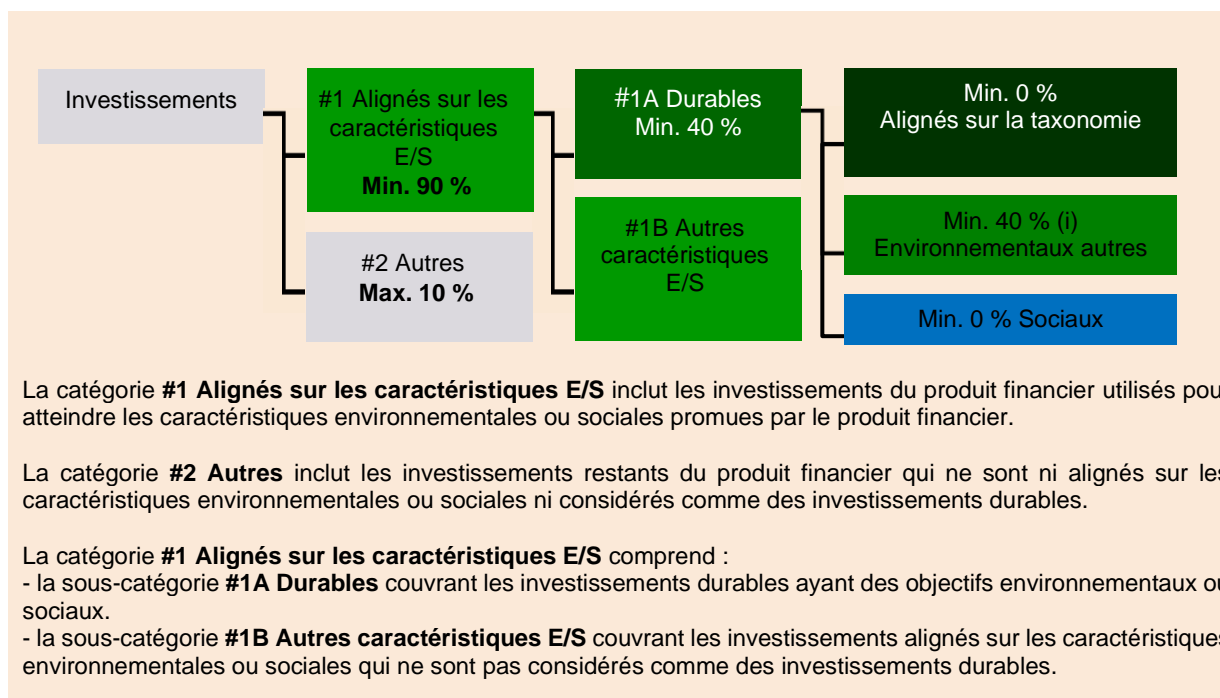 Investissements
#1 Alignés sur les
caractéristiques
E/S
Min. 90 %
#2 Autres
Max. 10 %
#1A Durables
Min. 40 %
#1B Autres
caractéristiques
E/S
Min. 0 %
Alignés sur la taxonomie
Min. 40 % (i)
Environnementaux autres
Min. 0 % Sociaux
La catégorie #1 Alignés sur les caractéristiques E/S inclut les investissements du produit financier utilisés pou
atteindre les caractéristiques environnementales ou sociales promues par le produit financier.
La catégorie #2 Autres inclut les investissements restants du produit financier qui ne sont ni alignés sur les
caractéristiques environnementales ou sociales ni considérés comme des investissements durables.
La catégorie #1 Alignés sur les caractéristiques E/S comprend :
- la sous-catégorie #1A Durables couvrant les investissements durables ayant des objectifs environnementaux ou
sociaux.
- la sous-catégorie #1B Autres caractéristiques E/S couvrant les investissements alignés sur les caractéristiques
environnementales ou sociales qui ne sont pas considérés comme des investissements durables.